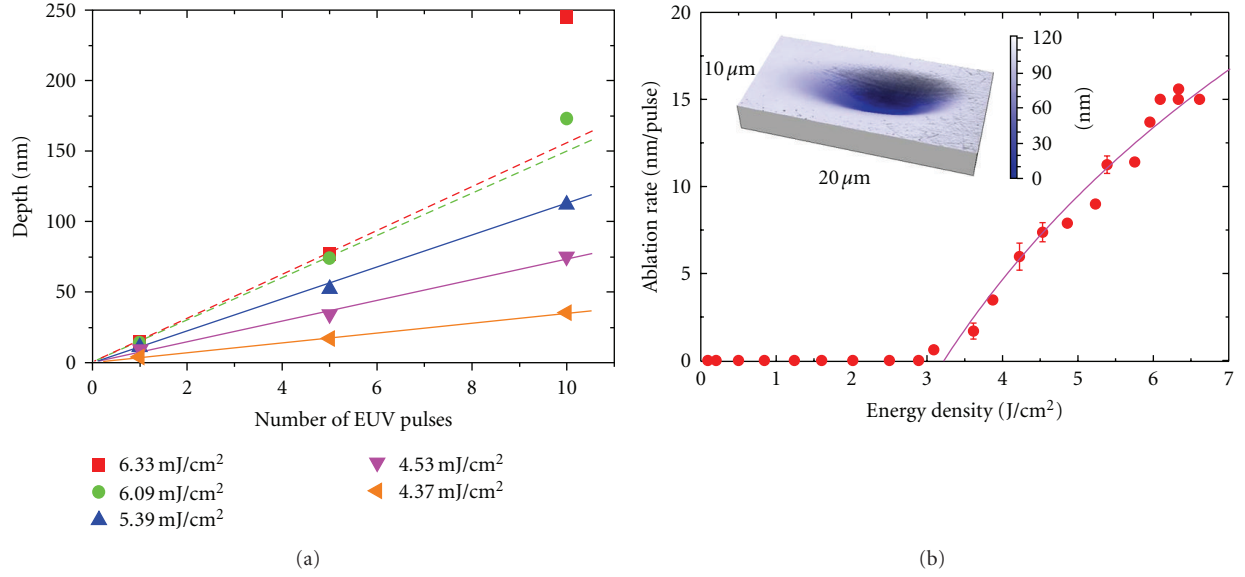 250
200
150
100
50
0
Depth (nm)
0 2 4 6 8 10
Number of EUV pulses
6.33 mJ/cm²
6.09 mJ/cm²
5.39 mJ/cm²
4.53 mJ/cm²
4.37 mJ/cm²
(a)
20
15
10
5
0
Ablation rate (nm/pulse)
10 µm
20 µm
120
90
60
30
0
(nm)
0 1 2 3 4 5 6 7
Energy density (J/cm²)
(b)